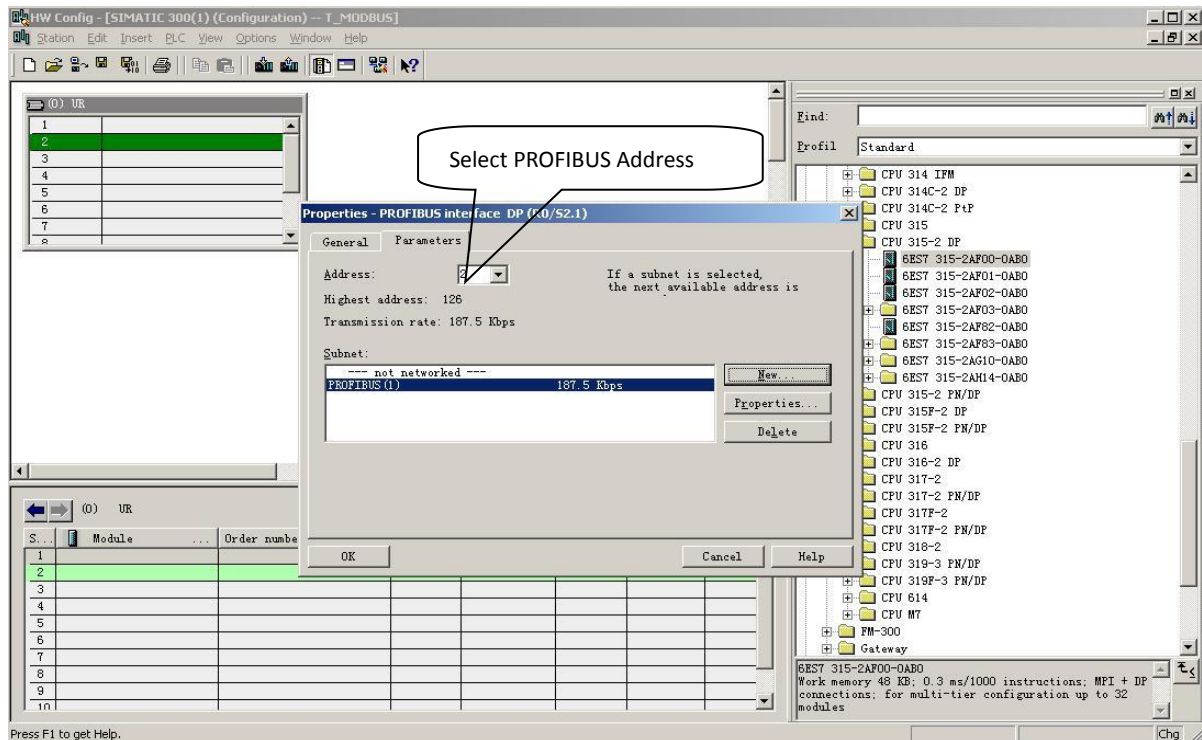 HW Config - [SIMATIC 300(1) (Configuration) -- T_MODBUS]
Station Edit Insert PLC View Options Window Help
(0) UR
1
2
3
4
5
6
7
8
Select PROFIBUS Address
Properties - PROFIBUS interface DP (R0/S2.1)
General Parameters
Address: 2
If a subnet is selected,
the next available address is
Highest address: 126
Transmission rate: 187.5 Kbps
Subnet:
--- not networked ---
PROFIBUS(1) 187.5 Kbps
New...
Properties...
Delete
OK Cancel Help
(0) UR
S... Module ... Order numbe
1
2
3
4
5
6
7
8
9
10
Find:
Profil Standard
CPU 314 IFM
CPU 314C-2 DP
CPU 314C-2 PtP
CPU 315
CPU 315-2 DP
6ES7 315-2AF00-0AB0
6ES7 315-2AF01-0AB0
6ES7 315-2AF02-0AB0
6ES7 315-2AF03-0AB0
6ES7 315-2AF82-0AB0
6ES7 315-2AF83-0AB0
6ES7 315-2AG10-0AB0
6ES7 315-2AH14-0AB0
CPU 315-2 PN/DP
CPU 315F-2 DP
CPU 315F-2 PN/DP
CPU 316
CPU 316-2 DP
CPU 317-2
CPU 317-2 PN/DP
CPU 317F-2
CPU 317F-2 PN/DP
CPU 318-2
CPU 319-3 PN/DP
CPU 319F-3 PN/DP
CPU 614
CPU M7
FM-300
Gateway
6ES7 315-2AF00-0AB0
Work memory 48 KB; 0.3 ms/1000 instructions; MPI + DP
connections; for multi-tier configuration up to 32
modules
Press F1 to get Help.
Chg